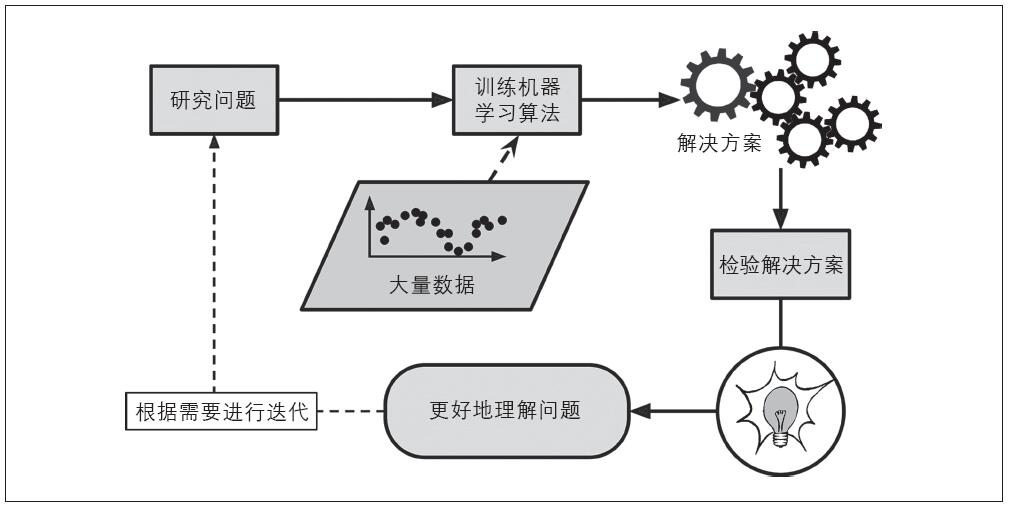 研究问题
训练机器
学习算法
解决方案
大量数据
检验解决方案
更好地理解问题
根据需要进行迭代